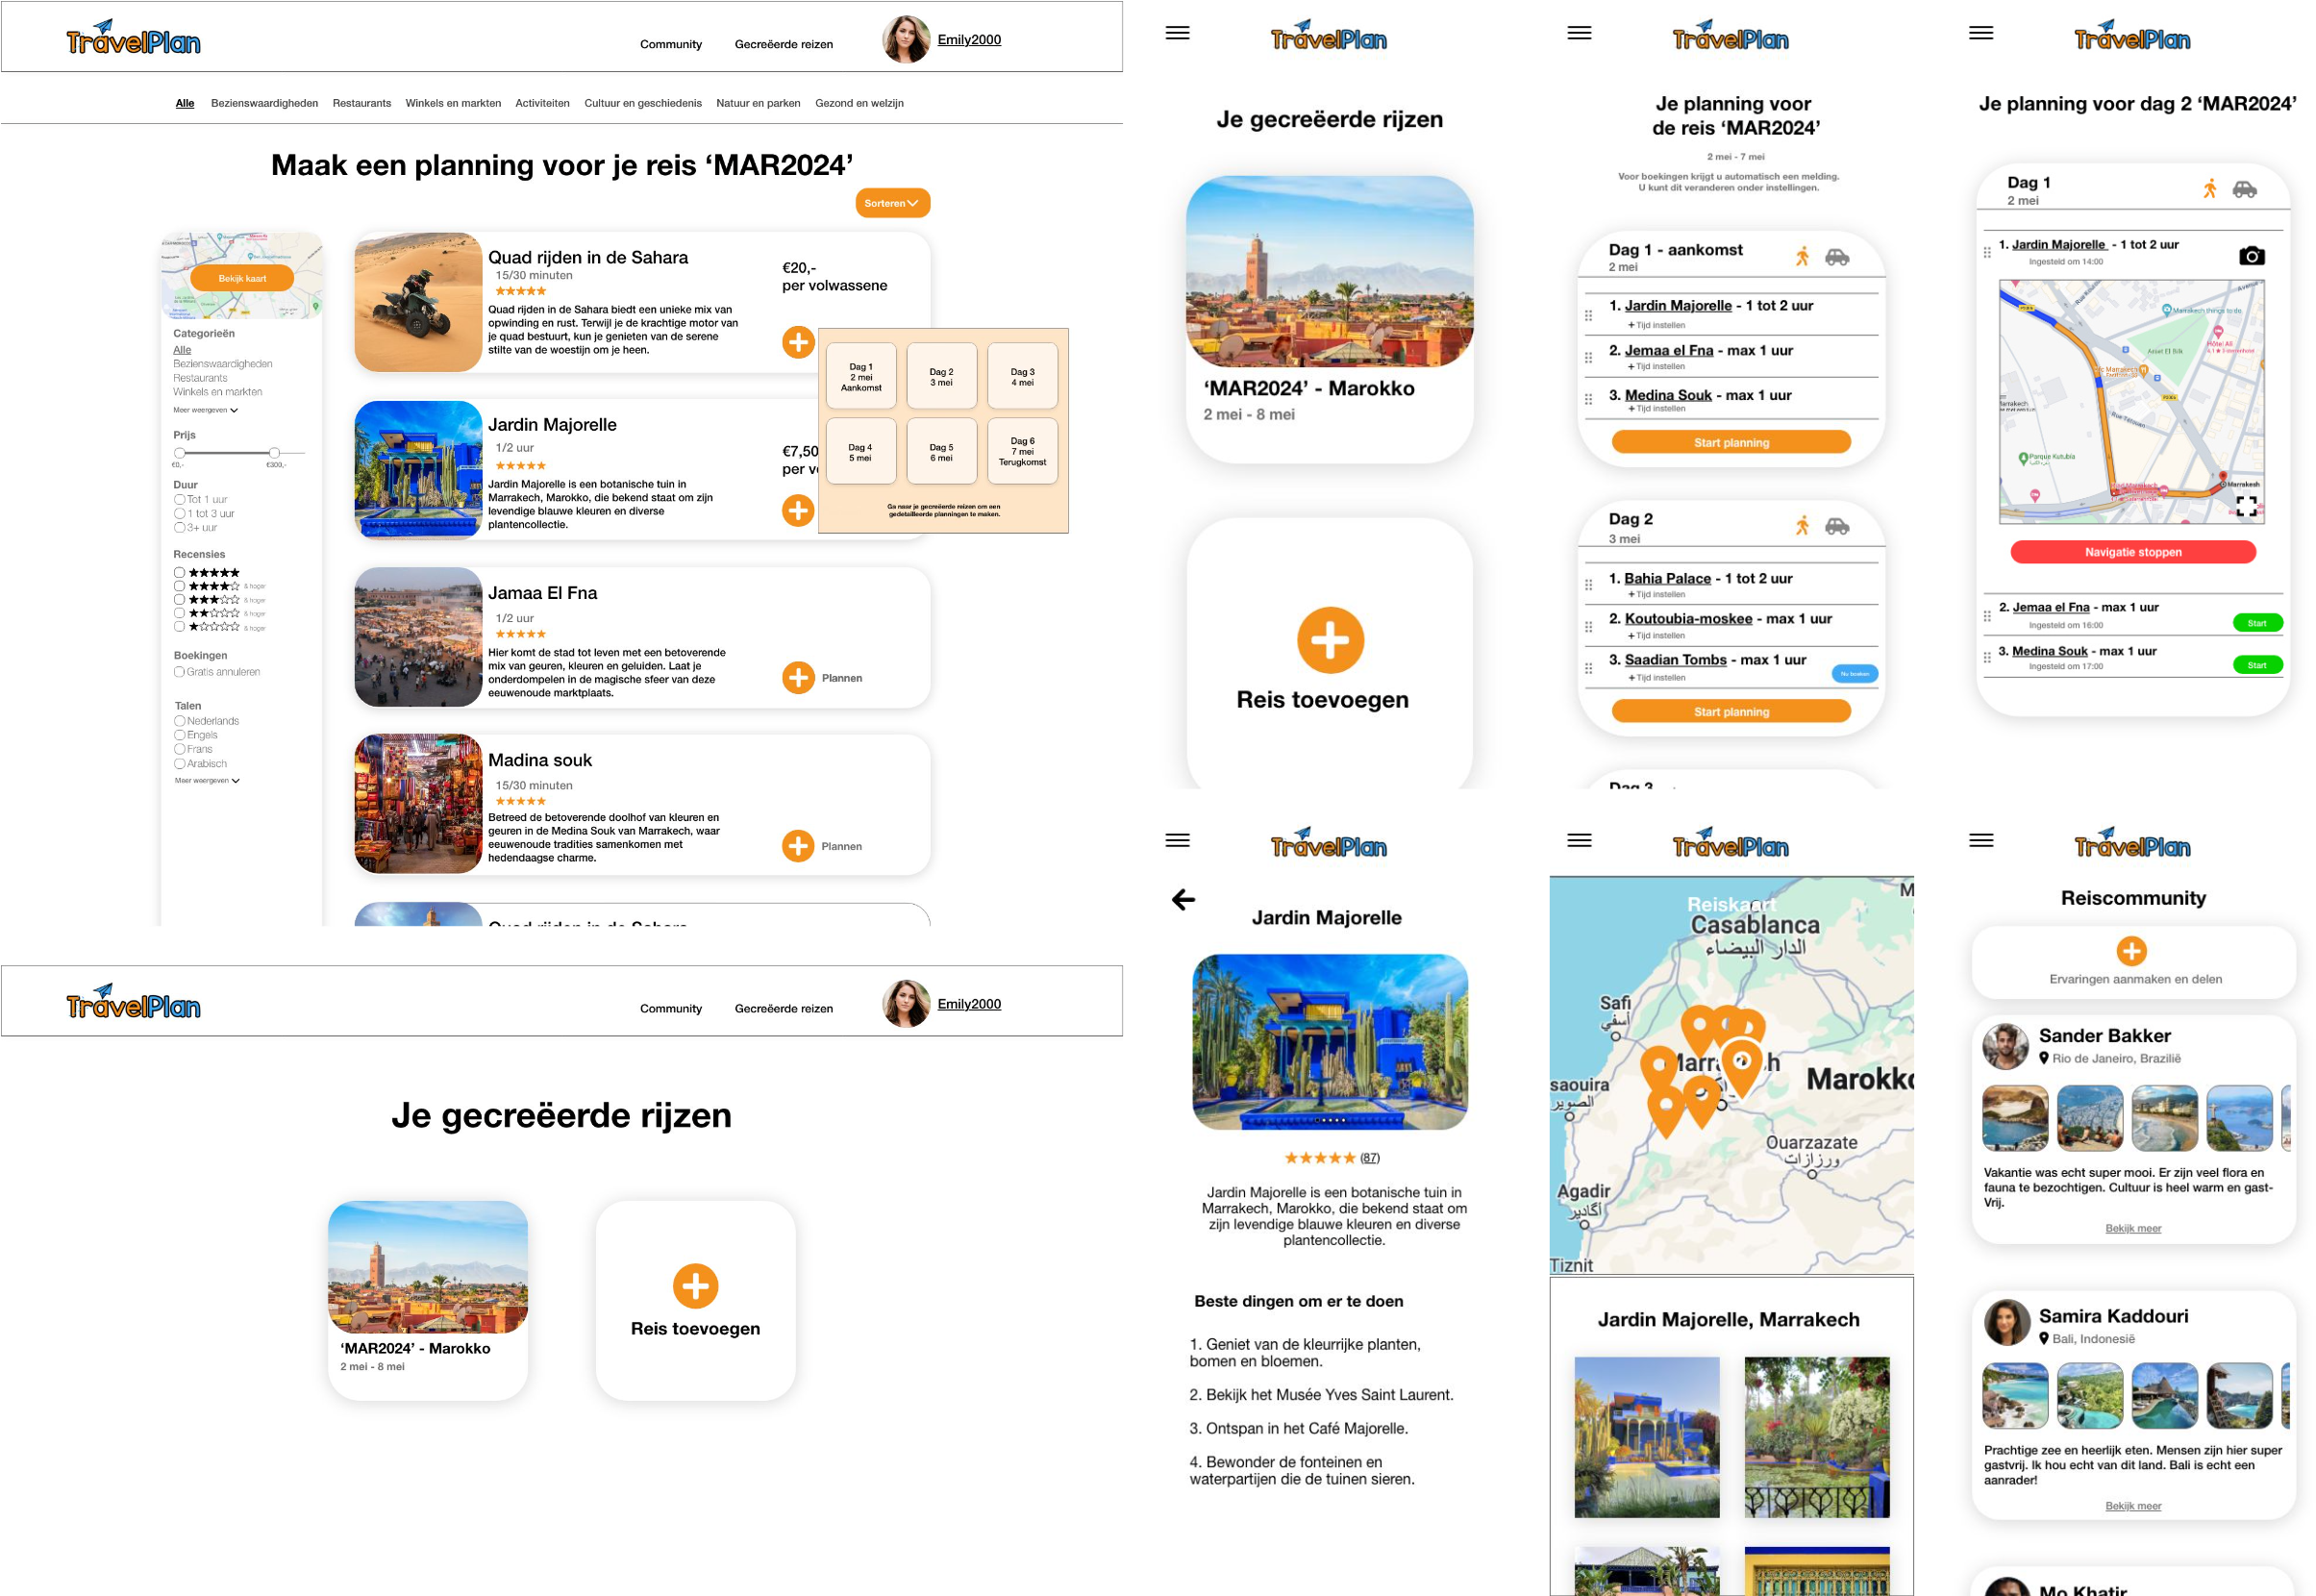 TravelPlan
Community
Gecreëerde reizen
Emily2000
Alle
Bezienswaardigheden
Restaurants
Winkels en markten
Activiteiten
Cultuur en geschiedenis
Natuur en parken
Gezond en welzijn
Maak een planning voor je reis ‘MAR2024’
Sorteren
Bekijk kaart
Categorieën
Alle
Bezienswaardigheden
Restaurants
Winkels en markten
Meer weergeven
Prijs
€0,-
€300,-
Duur
Tot 1 uur
1 tot 3 uur
3+ uur
Recensies
& hoger
& hoger
& hoger
& hoger
Boekingen
Gratis annuleren
Talen
Nederlands
Engels
Frans
Arabisch
Meer weergeven
Quad rijden in de Sahara
15/30 minuten
Quad rijden in de Sahara biedt een unieke mix van
opwinding en rust. Terwijl je de krachtige motor van
je quad bestuurt, kun je genieten van de serene
stilte van de woestijn om je heen.
€20,-
per volwassene
Jardin Majorelle
1/2 uur
Jardin Majorelle is een botanische tuin in
Marrakech, Marokko, die bekend staat om zijn
levendige blauwe kleuren en diverse
plantencollectie.
€7,50
per v
Dag 1
2 mei
Aankomst
Dag 2
3 mei
Dag 3
4 mei
Dag 4
5 mei
Dag 5
6 mei
Dag 6
7 mei
Terugkomst
Ga naar je gecreëerde reizen om een
gedetailleerde planningen te maken.
Jamaa El Fna
1/2 uur
Hier komt de stad tot leven met een betoverende
mix van geuren, kleuren en geluiden. Laat je
onderdompelen in de magische sfeer van deze
eeuwenoude marktplaats.
Plannen
Madina souk
15/30 minuten
Betreed de betoverende doolhof van kleuren en
geuren in de Medina Souk van Marrakech, waar
eeuwenoude tradities samenkomen met
hedendaagse charme.
Plannen
Quad rijden in de Sahara
TravelPlan
Community
Gecreëerde reizen
Emily2000
Je gecreëerde rijzen
‘MAR2024’ - Marokko
2 mei - 8 mei
Reis toevoegen
TravelPlan
Je gecreëerde rijzen
‘MAR2024’ - Marokko
2 mei - 8 mei
Reis toevoegen
TravelPlan
Je planning voor
de reis ‘MAR2024’
2 mei - 7 mei
Voor boekingen krijgt u automatisch een melding.
U kunt dit veranderen onder instellingen.
Dag 1 - aankomst
2 mei
1. Jardin Majorelle - 1 tot 2 uur
+ Tijd instellen
2. Jemaa el Fna - max 1 uur
+ Tijd instellen
3. Medina Souk - max 1 uur
+ Tijd instellen
Start planning
Dag 2
3 mei
1. Bahia Palace - 1 tot 2 uur
+ Tijd instellen
2. Koutoubia-moskee - max 1 uur
+ Tijd instellen
3. Saadian Tombs - max 1 uur
+ Tijd instellen
Nu boeken
Start planning
Dag 3
TravelPlan
Je planning voor dag 2 ‘MAR2024’
Dag 1
2 mei
1. Jardin Majorelle - 1 tot 2 uur
Ingesteld om 14:00
Marrakech things to do
Hôtel Ali
Asset El Bik
Parque Kutubia
Marrakesh
Navigatie stoppen
2. Jemaa el Fna - max 1 uur
Ingesteld om 16:00
Start
3. Medina Souk - max 1 uur
Ingesteld om 17:00
Start
TravelPlan
Jardin Majorelle
(87)
Jardin Majorelle is een botanische tuin in
Marrakech, Marokko, die bekend staat om
zijn levendige blauwe kleuren en diverse
plantencollectie.
Beste dingen om er te doen
1. Geniet van de kleurrijke planten,
bomen en bloemen.
2. Bekijk het Musée Yves Saint Laurent.
3. Ontspan in het Café Majorelle.
4. Bewonder de fonteinen en
waterpartijen die de tuinen sieren.
TravelPlan
Reiskaart
M
Casablanca
الدار البيضاء
Safi
آسفي
Marr h
saouira
الصوير
Marokko
Ouarzazate
ورزازات
Agadir
أڭادير
Tiznit
Jardin Majorelle, Marrakech
TravelPlan
Reiscommunity
Ervaringen aanmaken en delen
Sander Bakker
Rio de Janeiro, Brazilië
Vakantie was echt super mooi. Er zijn veel flora en
fauna te bezochtigen. Cultuur is heel warm en gast-
Vrij.
Bekijk meer
Samira Kaddouri
Bali, Indonesië
Prachtige zee en heerlijk eten. Mensen zijn hier super
gastvrij. Ik hou echt van dit land. Bali is echt een
aanrader!
Bekijk meer
Mo Khatir